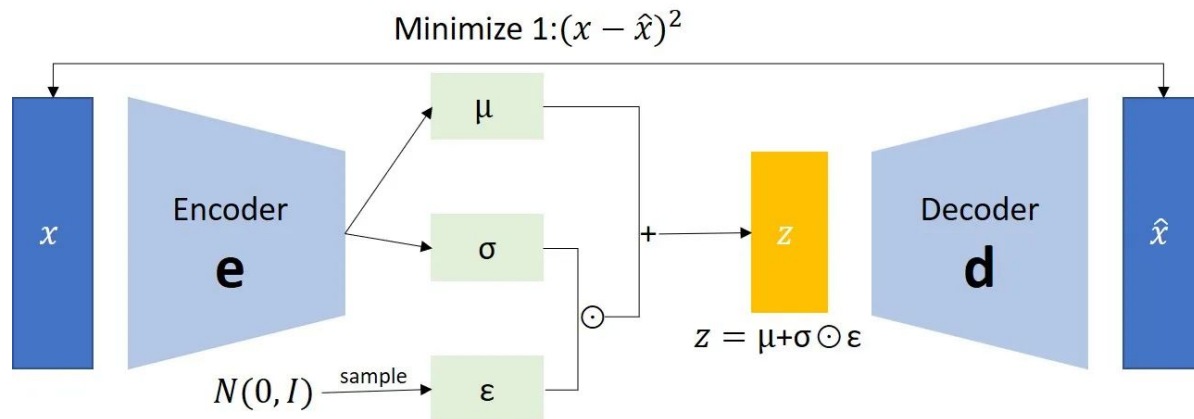 Minimize 1:(x − x̂)²
x
Encoder
e
μ
σ
ε
N(0, I)
sample
⊙
+
z
z = μ+σ⊙ε
Decoder
d
x̂